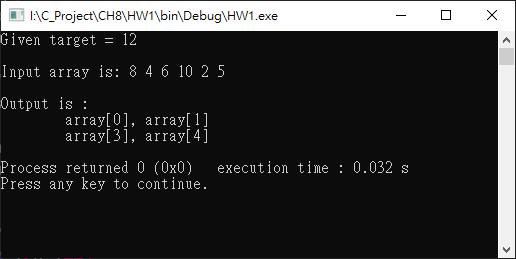 I:\C_Project\CH8\HW1\bin\Debug\HW1.exe
Given target = 12
Input array is: 8 4 6 10 2 5
Output is :
array[0], array[1]
array[3], array[4]
Process returned 0 (0x0)   execution time : 0.032 s
Press any key to continue.